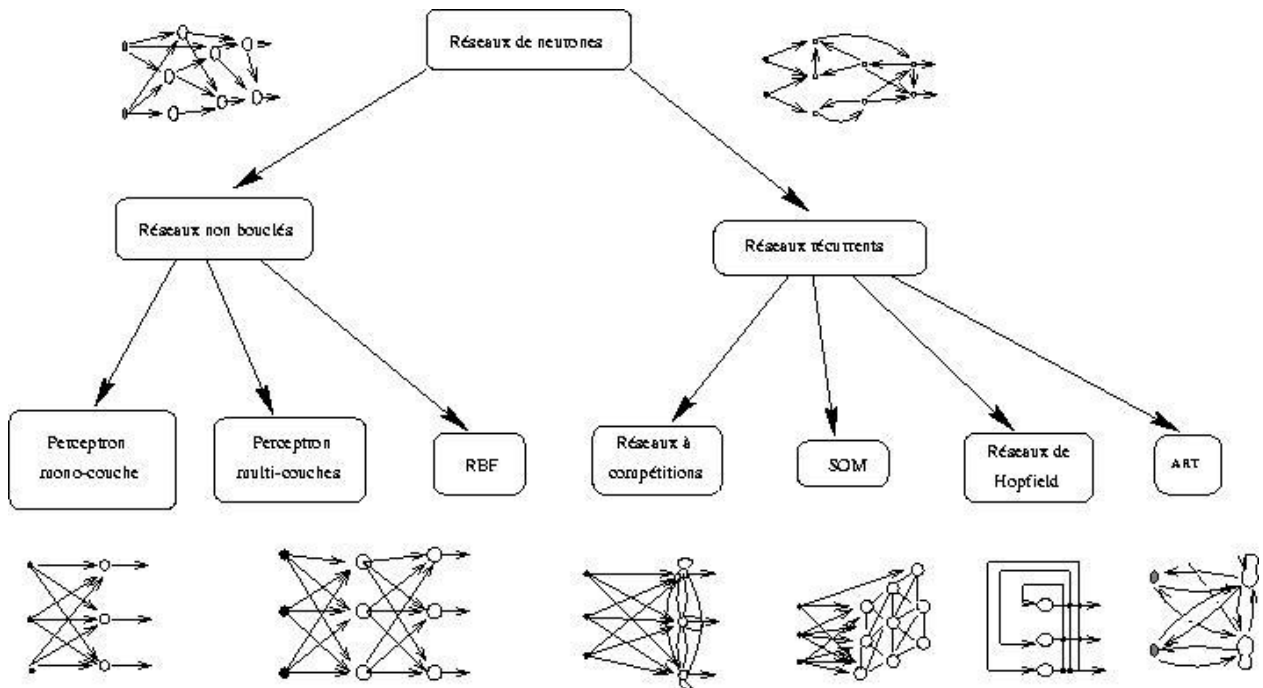 Réseaux de neurones
Réseaux non bouclés
Réseaux récurrents
Perceptron
mono-couche
Perceptron
multi-couches
RBF
Réseaux à
compétitions
SOM
Réseaux de
Hopfield
ART